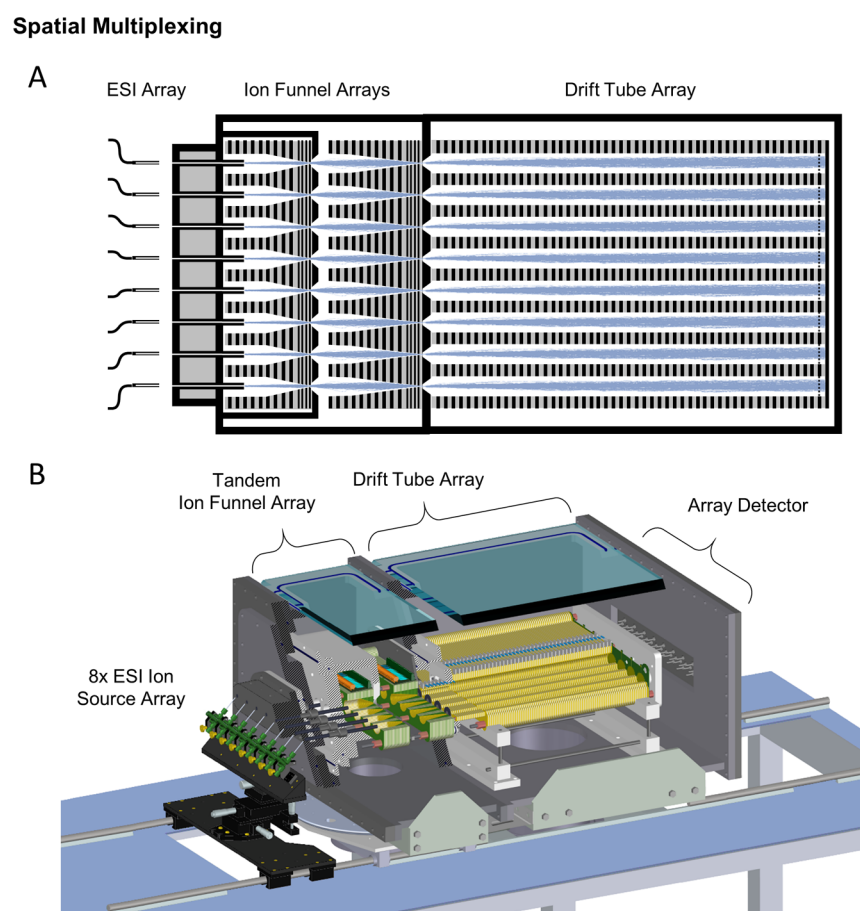 Spatial Multiplexing
A
ESI Array
Ion Funnel Arrays
Drift Tube Array
B
Tandem
Ion Funnel Array
Drift Tube Array
Array Detector
8x ESI Ion
Source Array